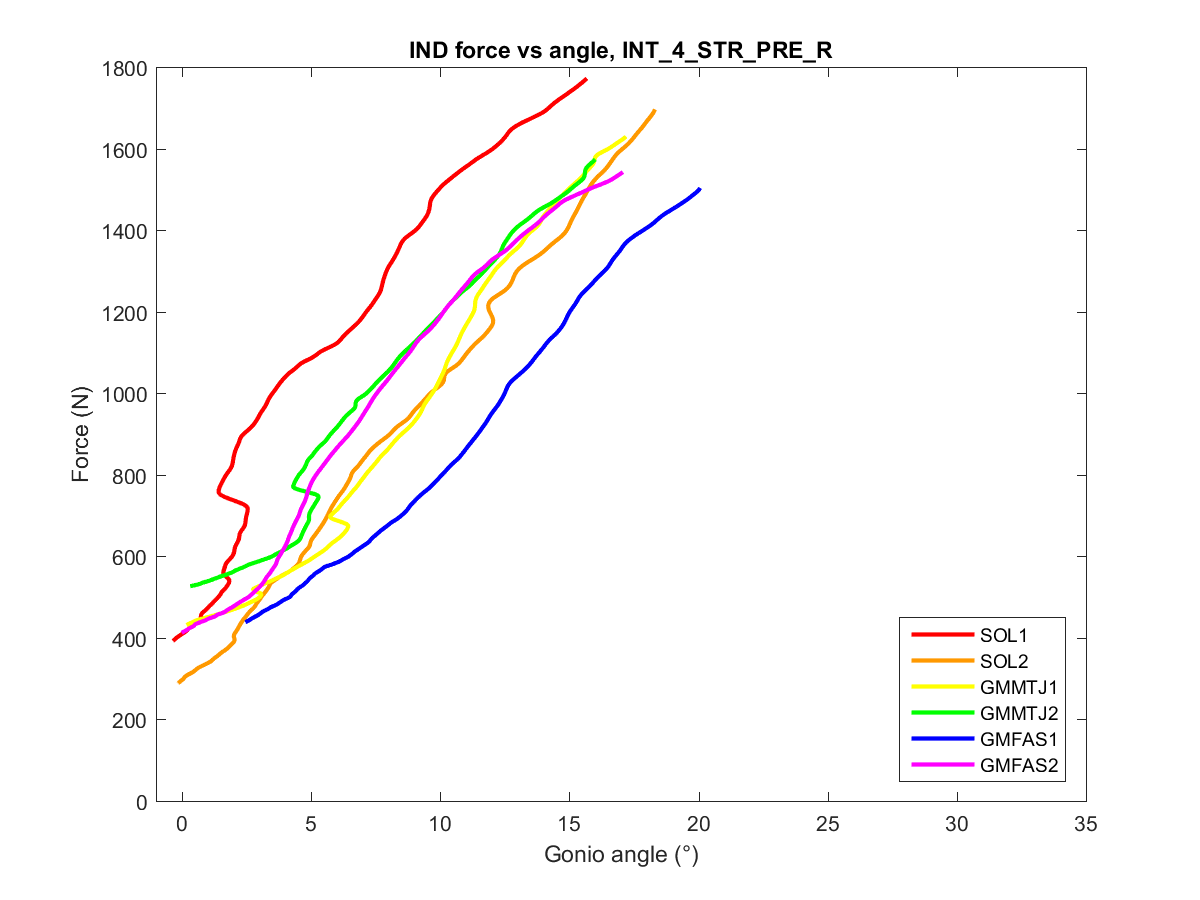 IND force vs angle, INT_4_STR_PRE_R
1800
1600
1400
1200
1000
800
600
400
200
0
Force (N)
0 5 10 15 20 25 30 35
Gonio angle (°)
SOL1
SOL2
GMMTJ1
GMMTJ2
GMFAS1
GMFAS2